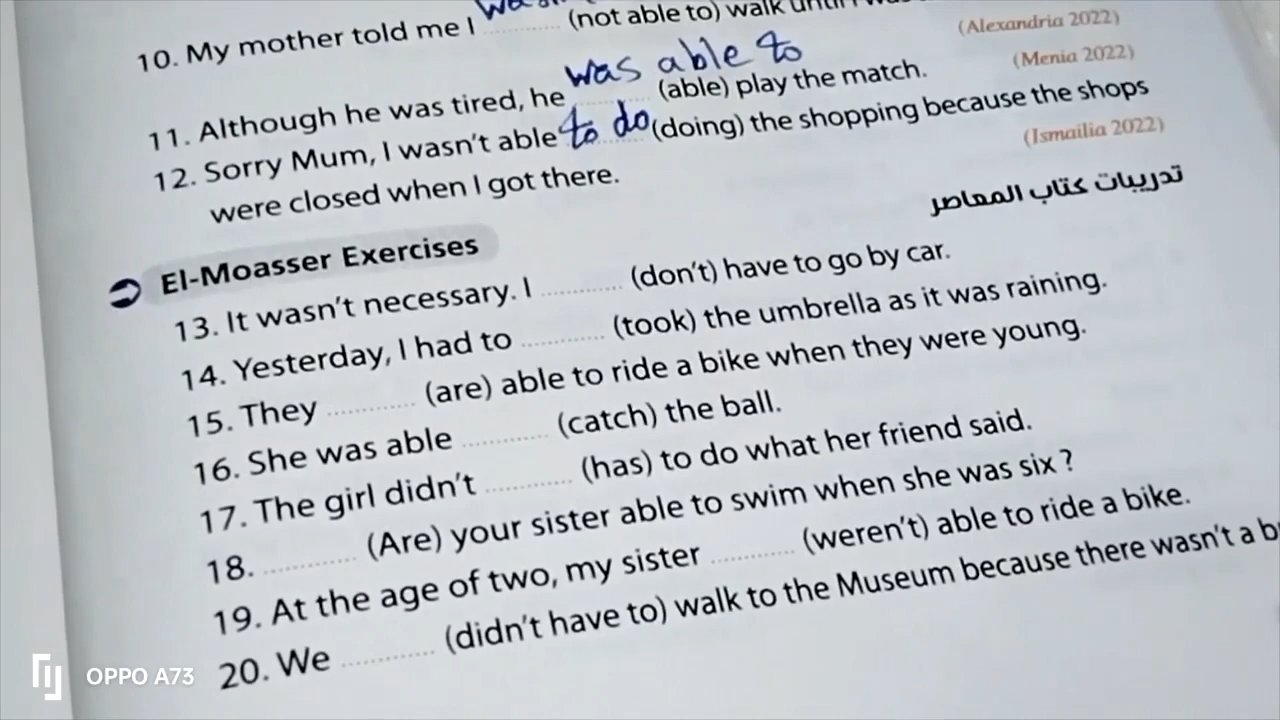 10. My mother told me I ............ (not able to) walk until
(Alexandria 2022)
was able to
11. Although he was tired, he ............ (able) play the match.
(Menia 2022)
to do
12. Sorry Mum, I wasn't able ............ (doing) the shopping because the shops
were closed when I got there.
(Ismailia 2022)
تدريبات كتاب المعاصر
El-Moasser Exercises
13. It wasn't necessary. I ............ (don't) have to go by car.
14. Yesterday, I had to ............ (took) the umbrella as it was raining.
15. They ............ (are) able to ride a bike when they were young.
16. She was able ............ (catch) the ball.
17. The girl didn't ............ (has) to do what her friend said.
18. ............ (Are) your sister able to swim when she was six ?
19. At the age of two, my sister ............ (weren't) able to ride a bike.
20. We ............ (didn't have to) walk to the Museum because there wasn't a
OPPO A73